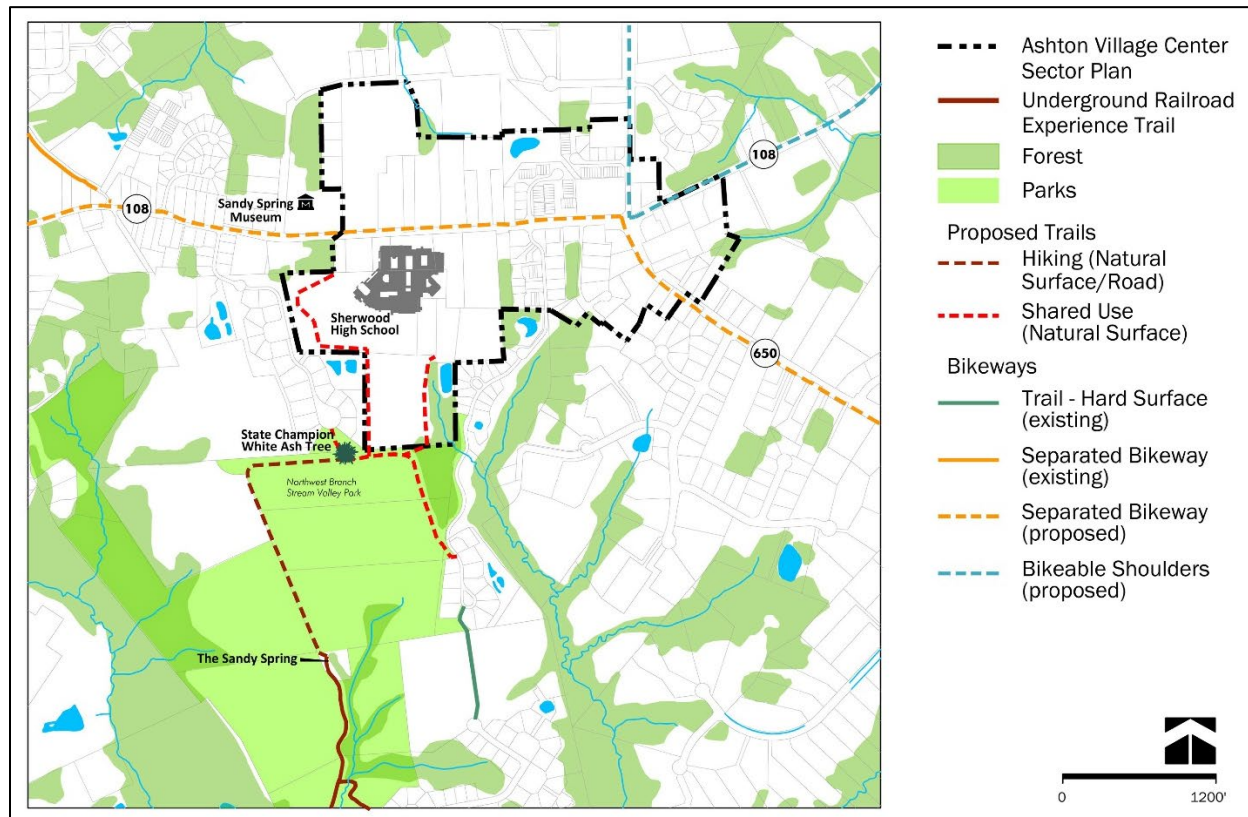 108
108
Sandy Spring
Museum
Sherwood
High School
650
State Champion
White Ash Tree
Northwest Branch
Stream Valley Park
The Sandy Spring
Ashton Village Center
Sector Plan
Underground Railroad
Experience Trail
Forest
Parks
Proposed Trails
Hiking (Natural
Surface/Road)
Shared Use
(Natural Surface)
Bikeways
Trail - Hard Surface
(existing)
Separated Bikeway
(existing)
Separated Bikeway
(proposed)
Bikeable Shoulders
(proposed)
0 1200'